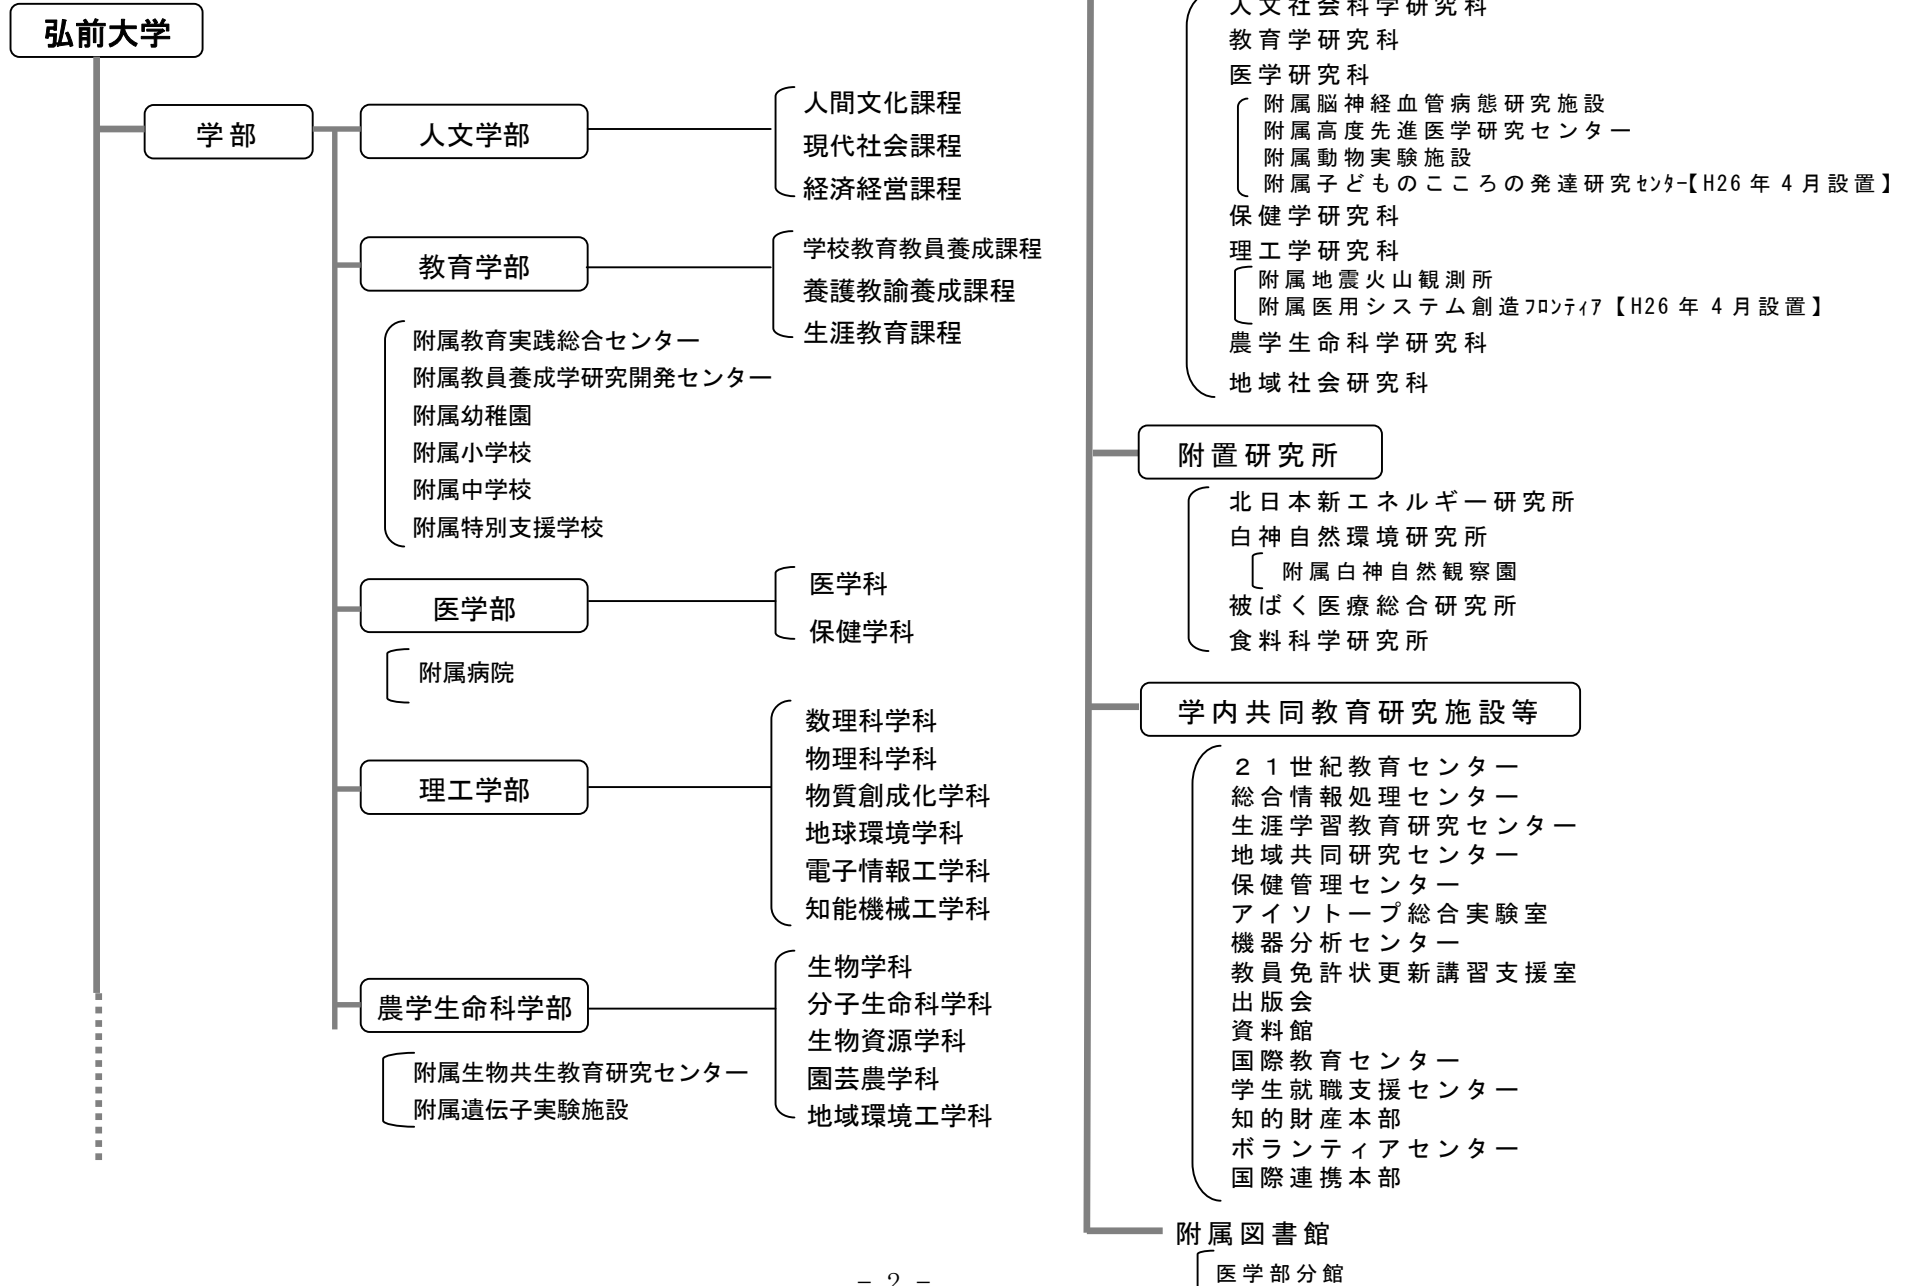 弘前大学
学部
人文学部
人間文化課程
現代社会課程
経済経営課程
教育学部
学校教育教員養成課程
養護教諭養成課程
生涯教育課程
附属教育実践総合センター
附属教員養成学研究開発センター
附属幼稚園
附属小学校
附属中学校
附属特別支援学校
医学部
医学科
保健学科
附属病院
理工学部
数理科学科
物理科学科
物質創成化学科
地球環境学科
電子情報工学科
知能機械工学科
農学生命科学部
生物学科
分子生命科学科
生物資源学科
園芸農学科
地域環境工学科
附属生物共生教育研究センター
附属遺伝子実験施設
人文社会科学研究科
教育学研究科
医学研究科
附属脳神経血管病態研究施設
附属高度先進医学研究センター
附属動物実験施設
附属子どものこころの発達研究ｾﾝﾀｰ【H26年4月設置】
保健学研究科
理工学研究科
附属地震火山観測所
附属医用システム創造ﾌﾛﾝﾃｨｱ【H26年4月設置】
農学生命科学研究科
地域社会研究科
附置研究所
北日本新エネルギー研究所
白神自然環境研究所
附属白神自然観察園
被ばく医療総合研究所
食料科学研究所
学内共同教育研究施設等
２１世紀教育センター
総合情報処理センター
生涯学習教育研究センター
地域共同研究センター
保健管理センター
アイソトープ総合実験室
機器分析センター
教員免許状更新講習支援室
出版会
資料館
国際教育センター
学生就職支援センター
知的財産本部
ボランティアセンター
国際連携本部
附属図書館
医学部分館
- 2 -